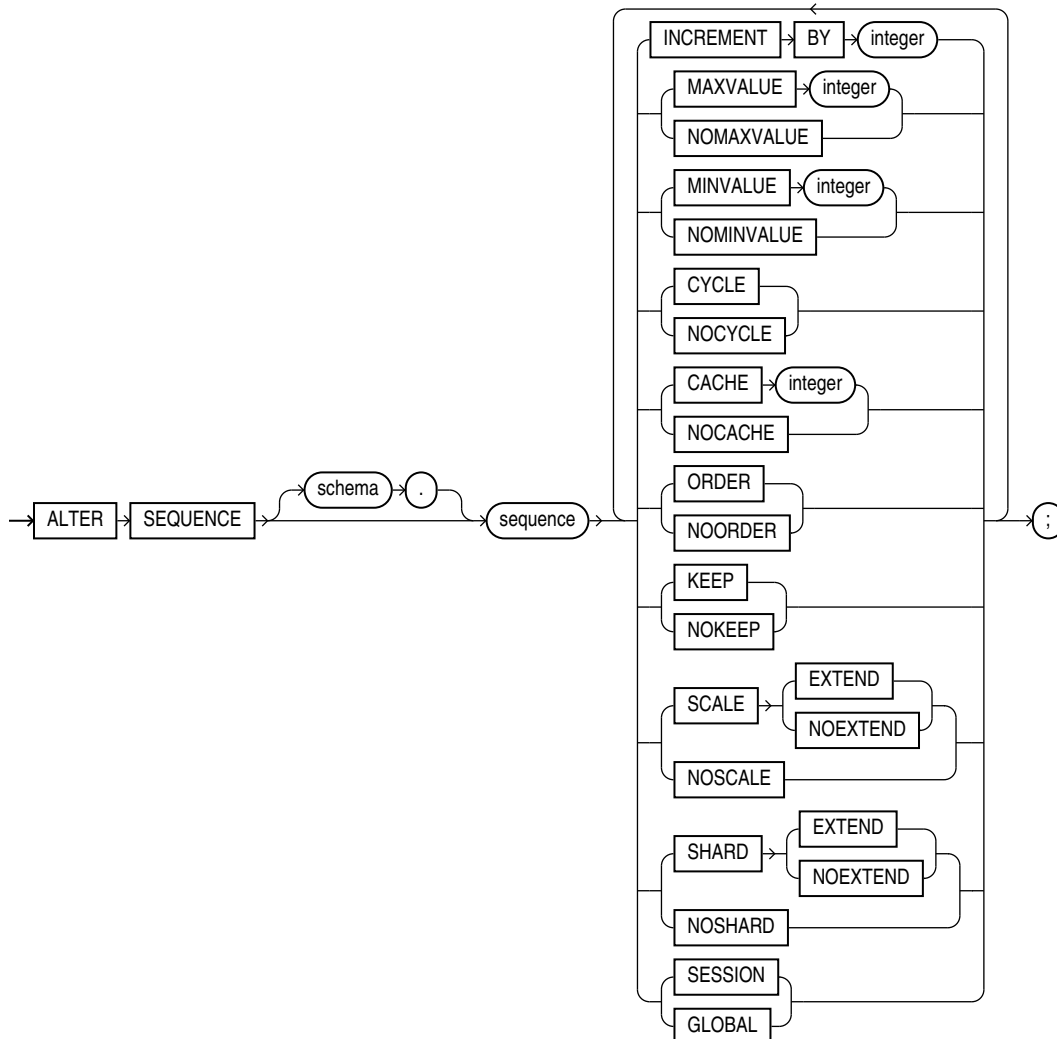 INCREMENT BY integer
MAXVALUE integer
NOMAXVALUE
MINVALUE integer
NOMINVALUE
CYCLE
NOCYCLE
CACHE integer
NOCACHE
ORDER
schema .
ALTER SEQUENCE sequence ;
NOORDER
KEEP
NOKEEP
EXTEND
SCALE
NOEXTEND
NOSCALE
EXTEND
SHARD
NOEXTEND
NOSHARD
SESSION
GLOBAL